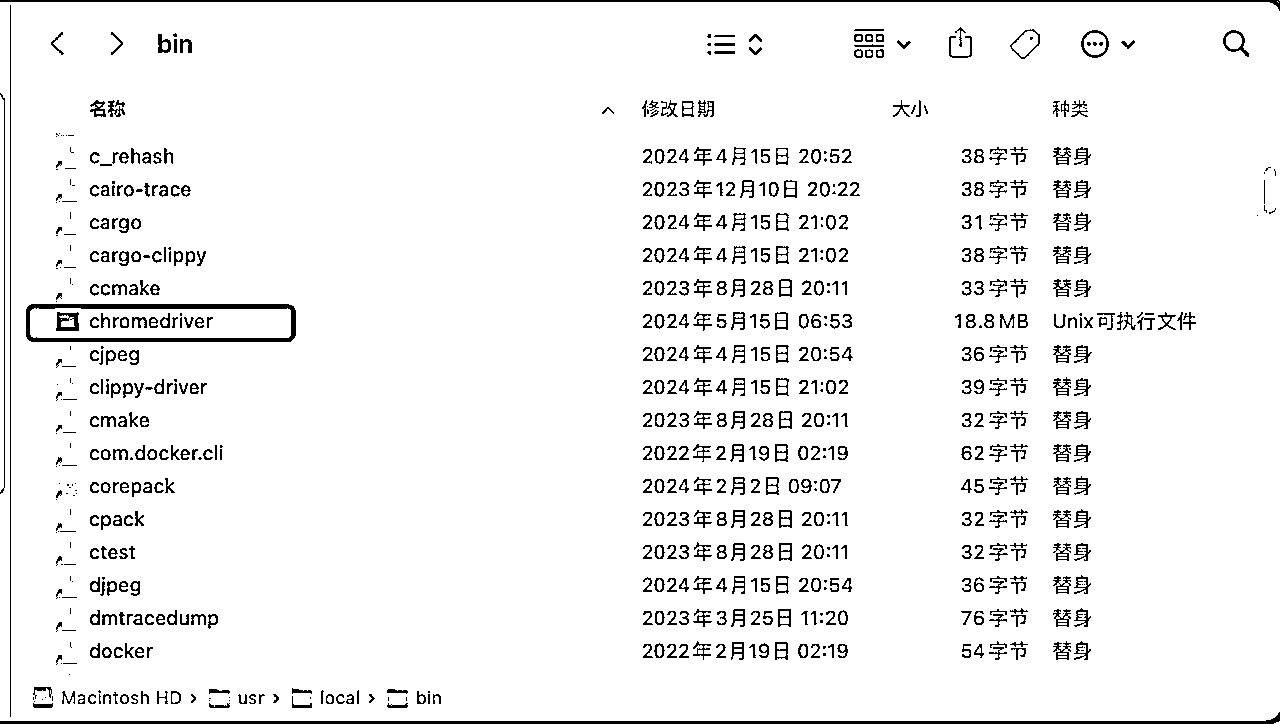 bin
名称 修改日期 大小 种类
c_rehash 2024年4月15日 20:52 38字节 替身
cairo-trace 2023年12月10日 20:22 38字节 替身
cargo 2024年4月15日 21:02 31字节 替身
cargo-clippy 2024年4月15日 21:02 38字节 替身
ccmake 2023年8月28日 20:11 33字节 替身
chromedriver 2024年5月15日 06:53 18.8 MB Unix可执行文件
cjpeg 2024年4月15日 20:54 36字节 替身
clippy-driver 2024年4月15日 21:02 39字节 替身
cmake 2023年8月28日 20:11 32字节 替身
com.docker.cli 2022年2月19日 02:19 62字节 替身
corepack 2024年2月2日 09:07 45字节 替身
cpack 2023年8月28日 20:11 32字节 替身
ctest 2023年8月28日 20:11 32字节 替身
djpeg 2024年4月15日 20:54 36字节 替身
dmtracedump 2023年3月25日 11:20 76字节 替身
docker 2022年2月19日 02:19 54字节 替身
Macintosh HD › usr › local › bin